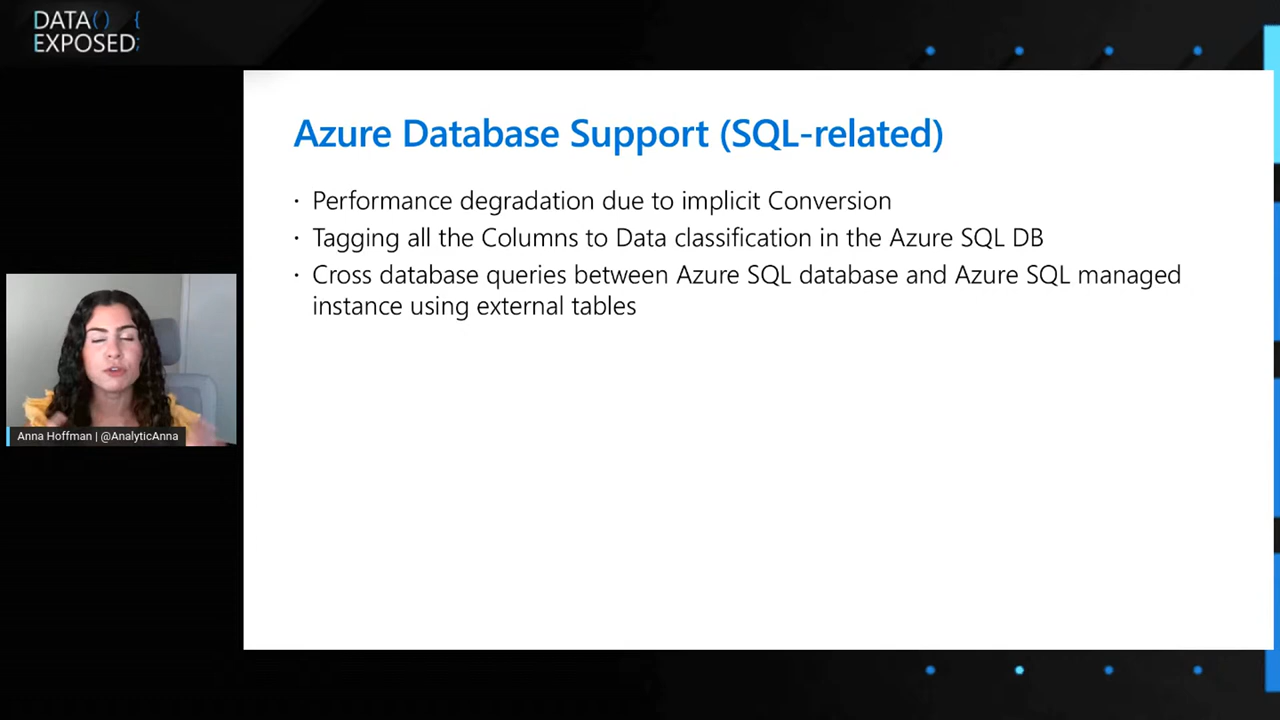 DATA() {
EXPOSED;
Azure Database Support (SQL-related)
· Performance degradation due to implicit Conversion
· Tagging all the Columns to Data classification in the Azure SQL DB
· Cross database queries between Azure SQL database and Azure SQL managed
instance using external tables
Anna Hoffman | @AnalyticAnna